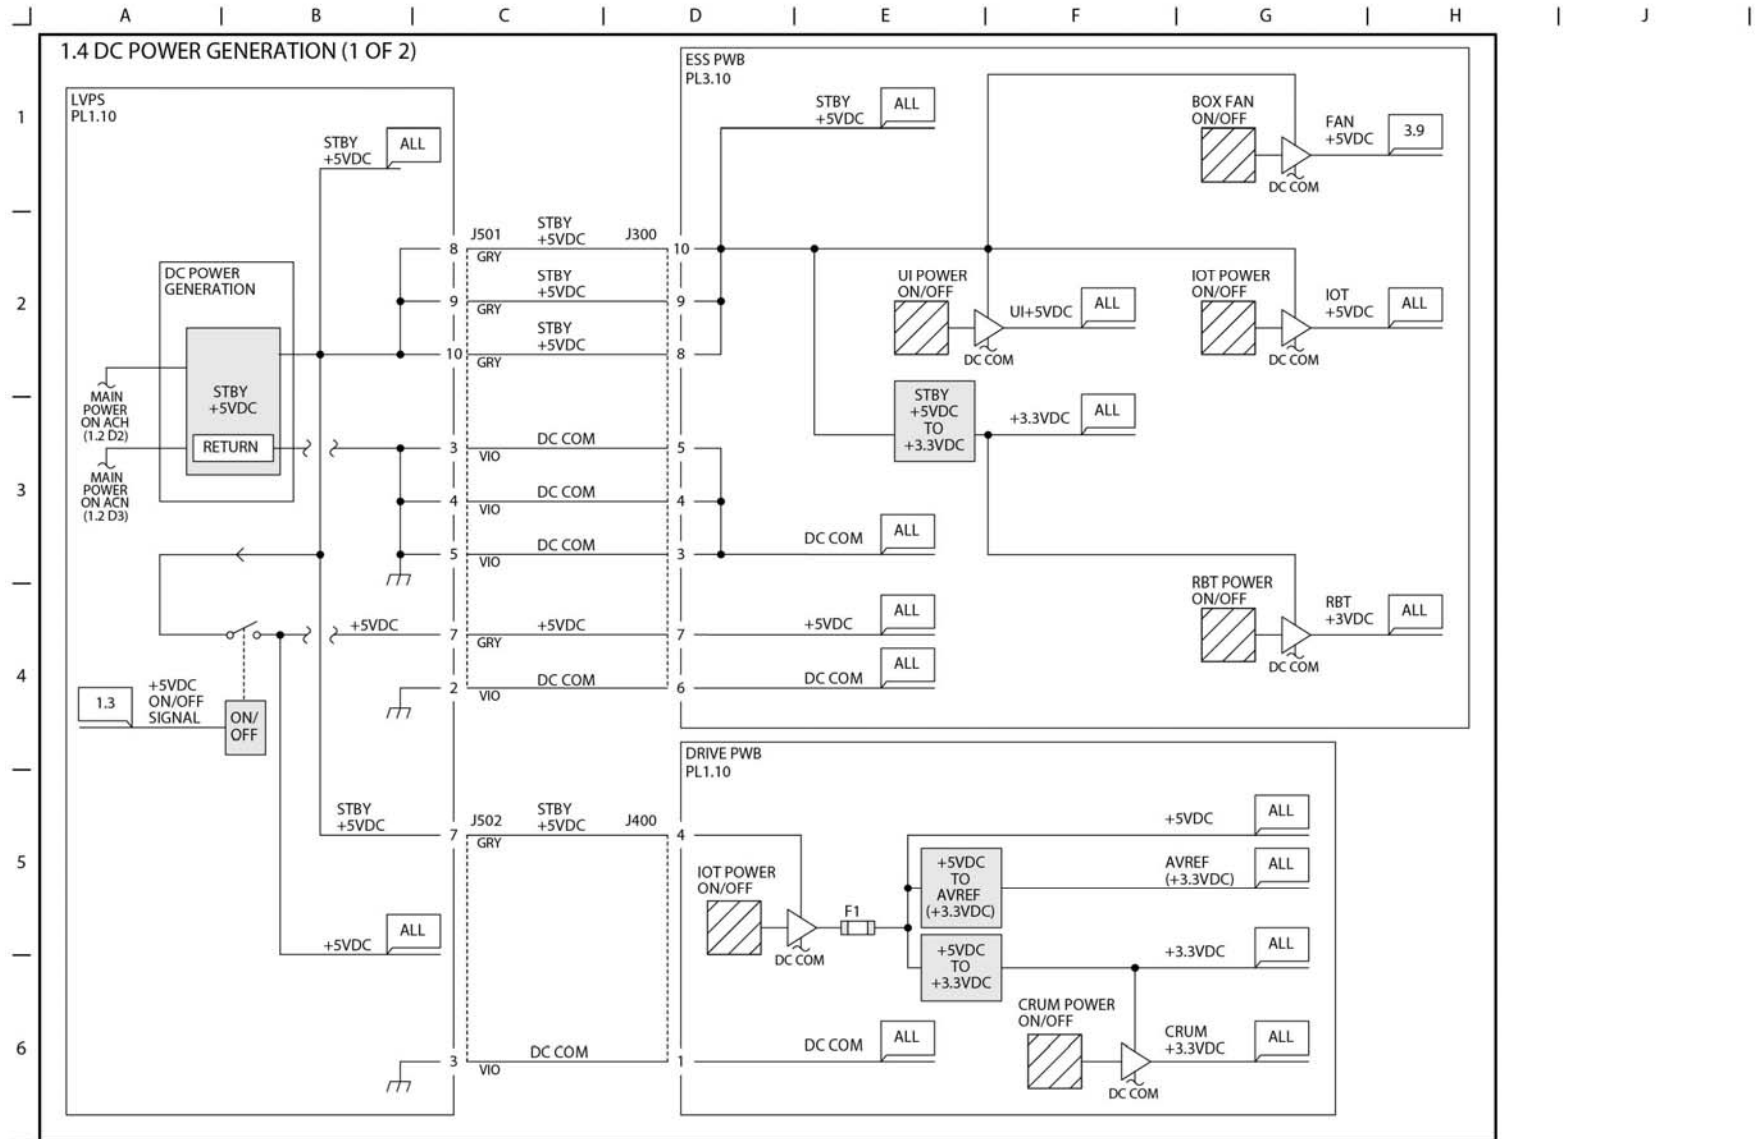 A B C D E F G H J
1.4 DC POWER GENERATION (1 OF 2)
1
2
3
4
5
6
LVPS
PL1.10
STBY
+5VDC
ALL
DC POWER
GENERATION
STBY
+5VDC
RETURN
MAIN
POWER
ON ACH
(1.2 D2)
MAIN
POWER
ON ACN
(1.2 D3)
+5VDC
1.3
+5VDC
ON/OFF
SIGNAL
ON/
OFF
STBY
+5VDC
+5VDC
ALL
J501
J300
8
GRY
STBY
+5VDC
10
9
GRY
STBY
+5VDC
9
10
GRY
STBY
+5VDC
8
3
VIO
DC COM
5
4
VIO
DC COM
4
5
VIO
DC COM
3
7
GRY
+5VDC
7
2
VIO
DC COM
6
J502
J400
7
GRY
STBY
+5VDC
4
3
VIO
DC COM
1
ESS PWB
PL3.10
STBY
+5VDC
ALL
BOX FAN
ON/OFF
DC COM
FAN
+5VDC
3.9
UI POWER
ON/OFF
DC COM
UI+5VDC
ALL
IOT POWER
ON/OFF
DC COM
IOT
+5VDC
ALL
STBY
+5VDC
TO
+3.3VDC
+3.3VDC
ALL
DC COM
ALL
+5VDC
ALL
DC COM
ALL
RBT POWER
ON/OFF
DC COM
RBT
+3VDC
ALL
DRIVE PWB
PL1.10
IOT POWER
ON/OFF
DC COM
F1
+5VDC
ALL
+5VDC
TO
AVREF
(+3.3VDC)
AVREF
(+3.3VDC)
ALL
+5VDC
TO
+3.3VDC
+3.3VDC
ALL
CRUM POWER
ON/OFF
DC COM
CRUM
+3.3VDC
ALL
DC COM
ALL